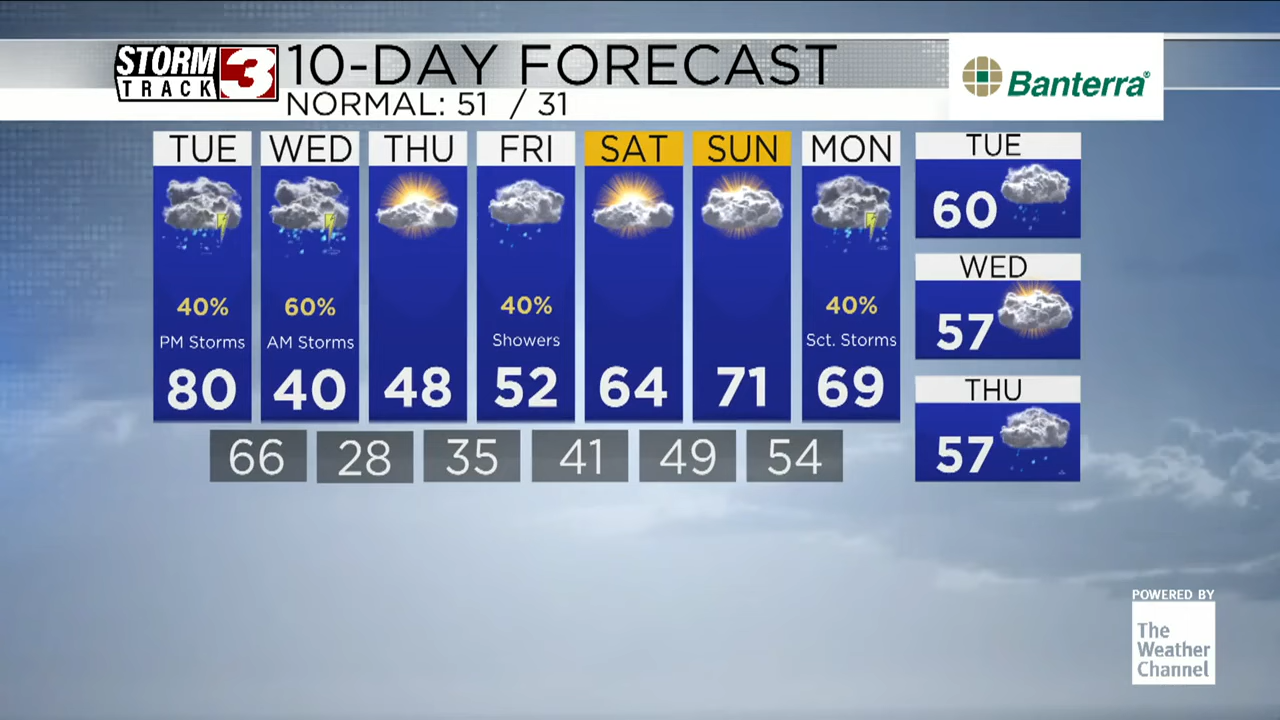 STORM
TRACK 3
10-DAY FORECAST
NORMAL: 51 / 31
Banterra®
TUE WED THU FRI SAT SUN MON
40% 60% 40% 40%
PM Storms AM Storms Showers Sct. Storms
80 40 48 52 64 71 69
66 28 35 41 49 54
TUE
60
WED
57
THU
57
POWERED BY
The
Weather
Channel